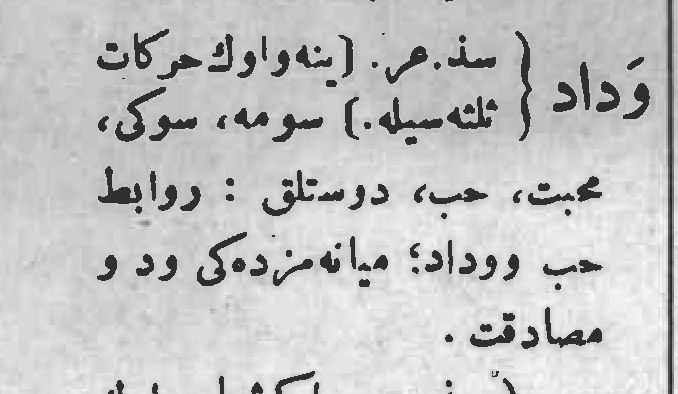 وَداد { سذ. عر. (ینه واوك حركات
ثلثه‌سیله.) سومه، سوكی،
محبت، حب، دوستلق : روابط
حب ووداد؛ میانه‌مزده‌كی ود و
مصادقت .